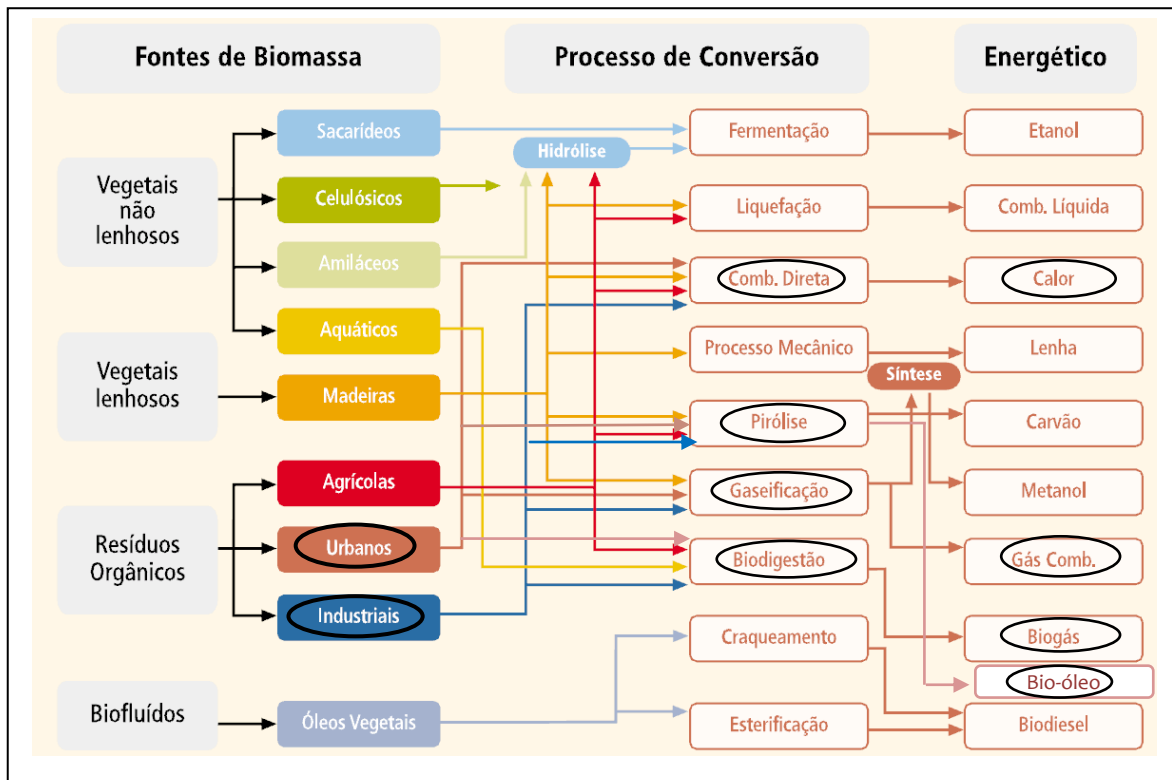 Fontes de Biomassa
Processo de Conversão
Energético
Vegetais
não
lenhosos
Sacarídeos
Celulósicos
Amiláceos
Aquáticos
Vegetais
lenhosos
Madeiras
Resíduos
Orgânicos
Agrícolas
Urbanos
Industriais
Biofluídos
Óleos Vegetais
Hidrólise
Fermentação
Liquefação
Comb. Direta
Processo Mecânico
Pirólise
Gaseificação
Biodigestão
Craqueamento
Esterificação
Síntese
Etanol
Comb. Líquida
Calor
Lenha
Carvão
Metanol
Gás Comb.
Biogás
Bio-óleo
Biodiesel